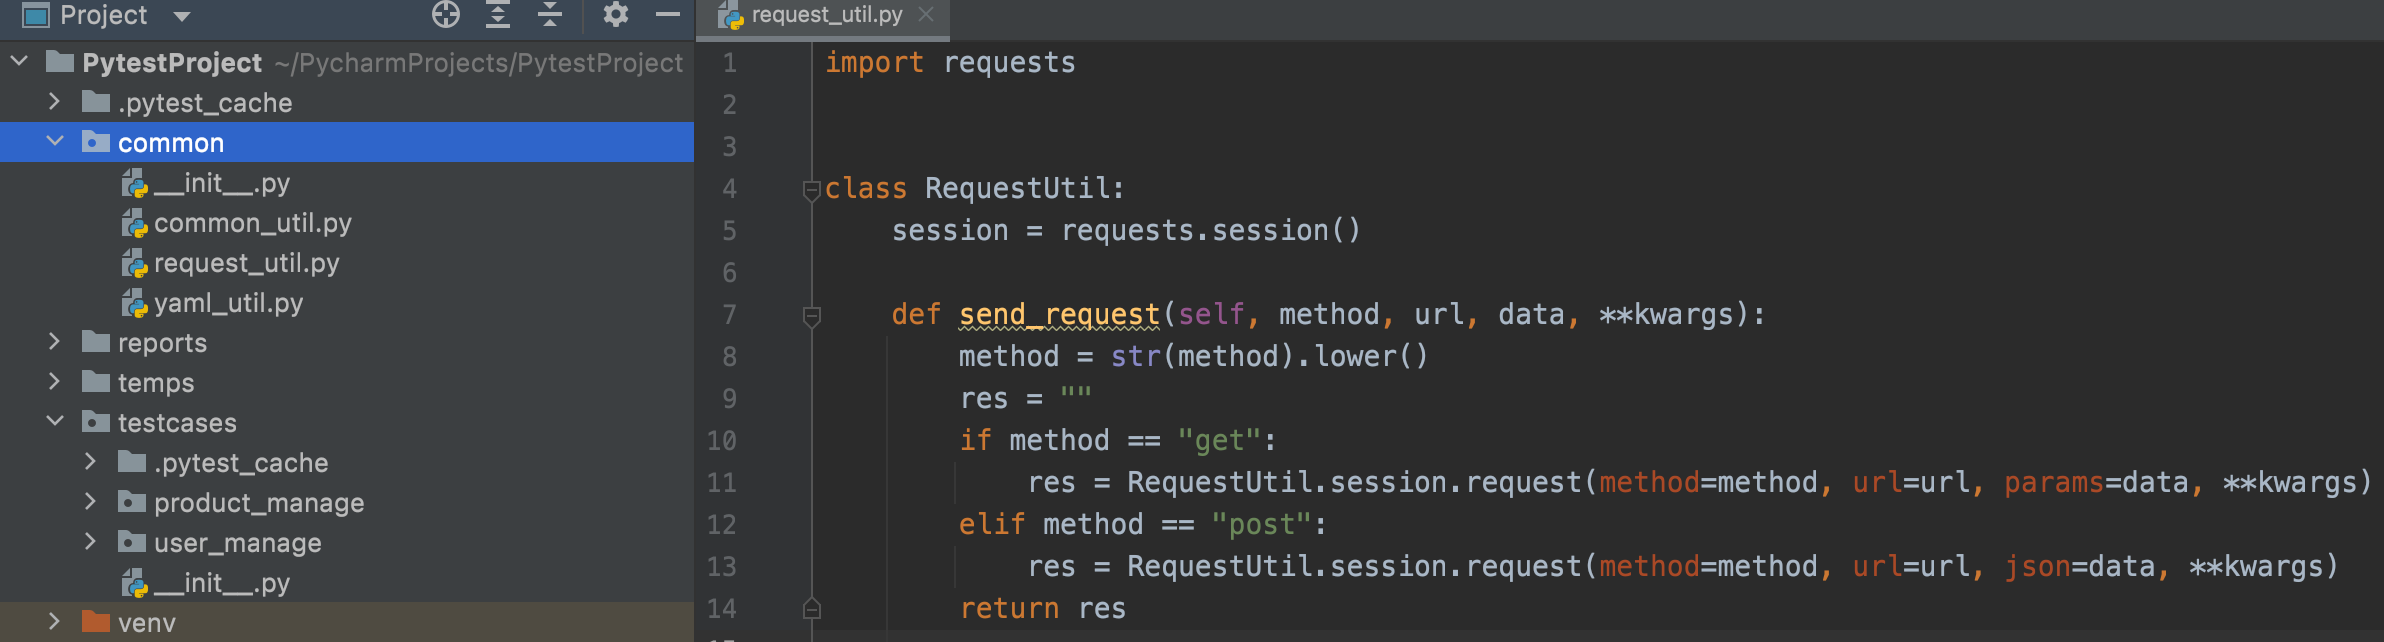 Project
PytestProject ~/PycharmProjects/PytestProject
.pytest_cache
common
__init__.py
common_util.py
request_util.py
yaml_util.py
reports
temps
testcases
.pytest_cache
product_manage
user_manage
__init__.py
venv
request_util.py
1 import requests
2
3
4 class RequestUtil:
5     session = requests.session()
6
7     def send_request(self, method, url, data, **kwargs):
8         method = str(method).lower()
9         res = ""
10         if method == "get":
11             res = RequestUtil.session.request(method=method, url=url, params=data, **kwargs)
12         elif method == "post":
13             res = RequestUtil.session.request(method=method, url=url, json=data, **kwargs)
14         return res